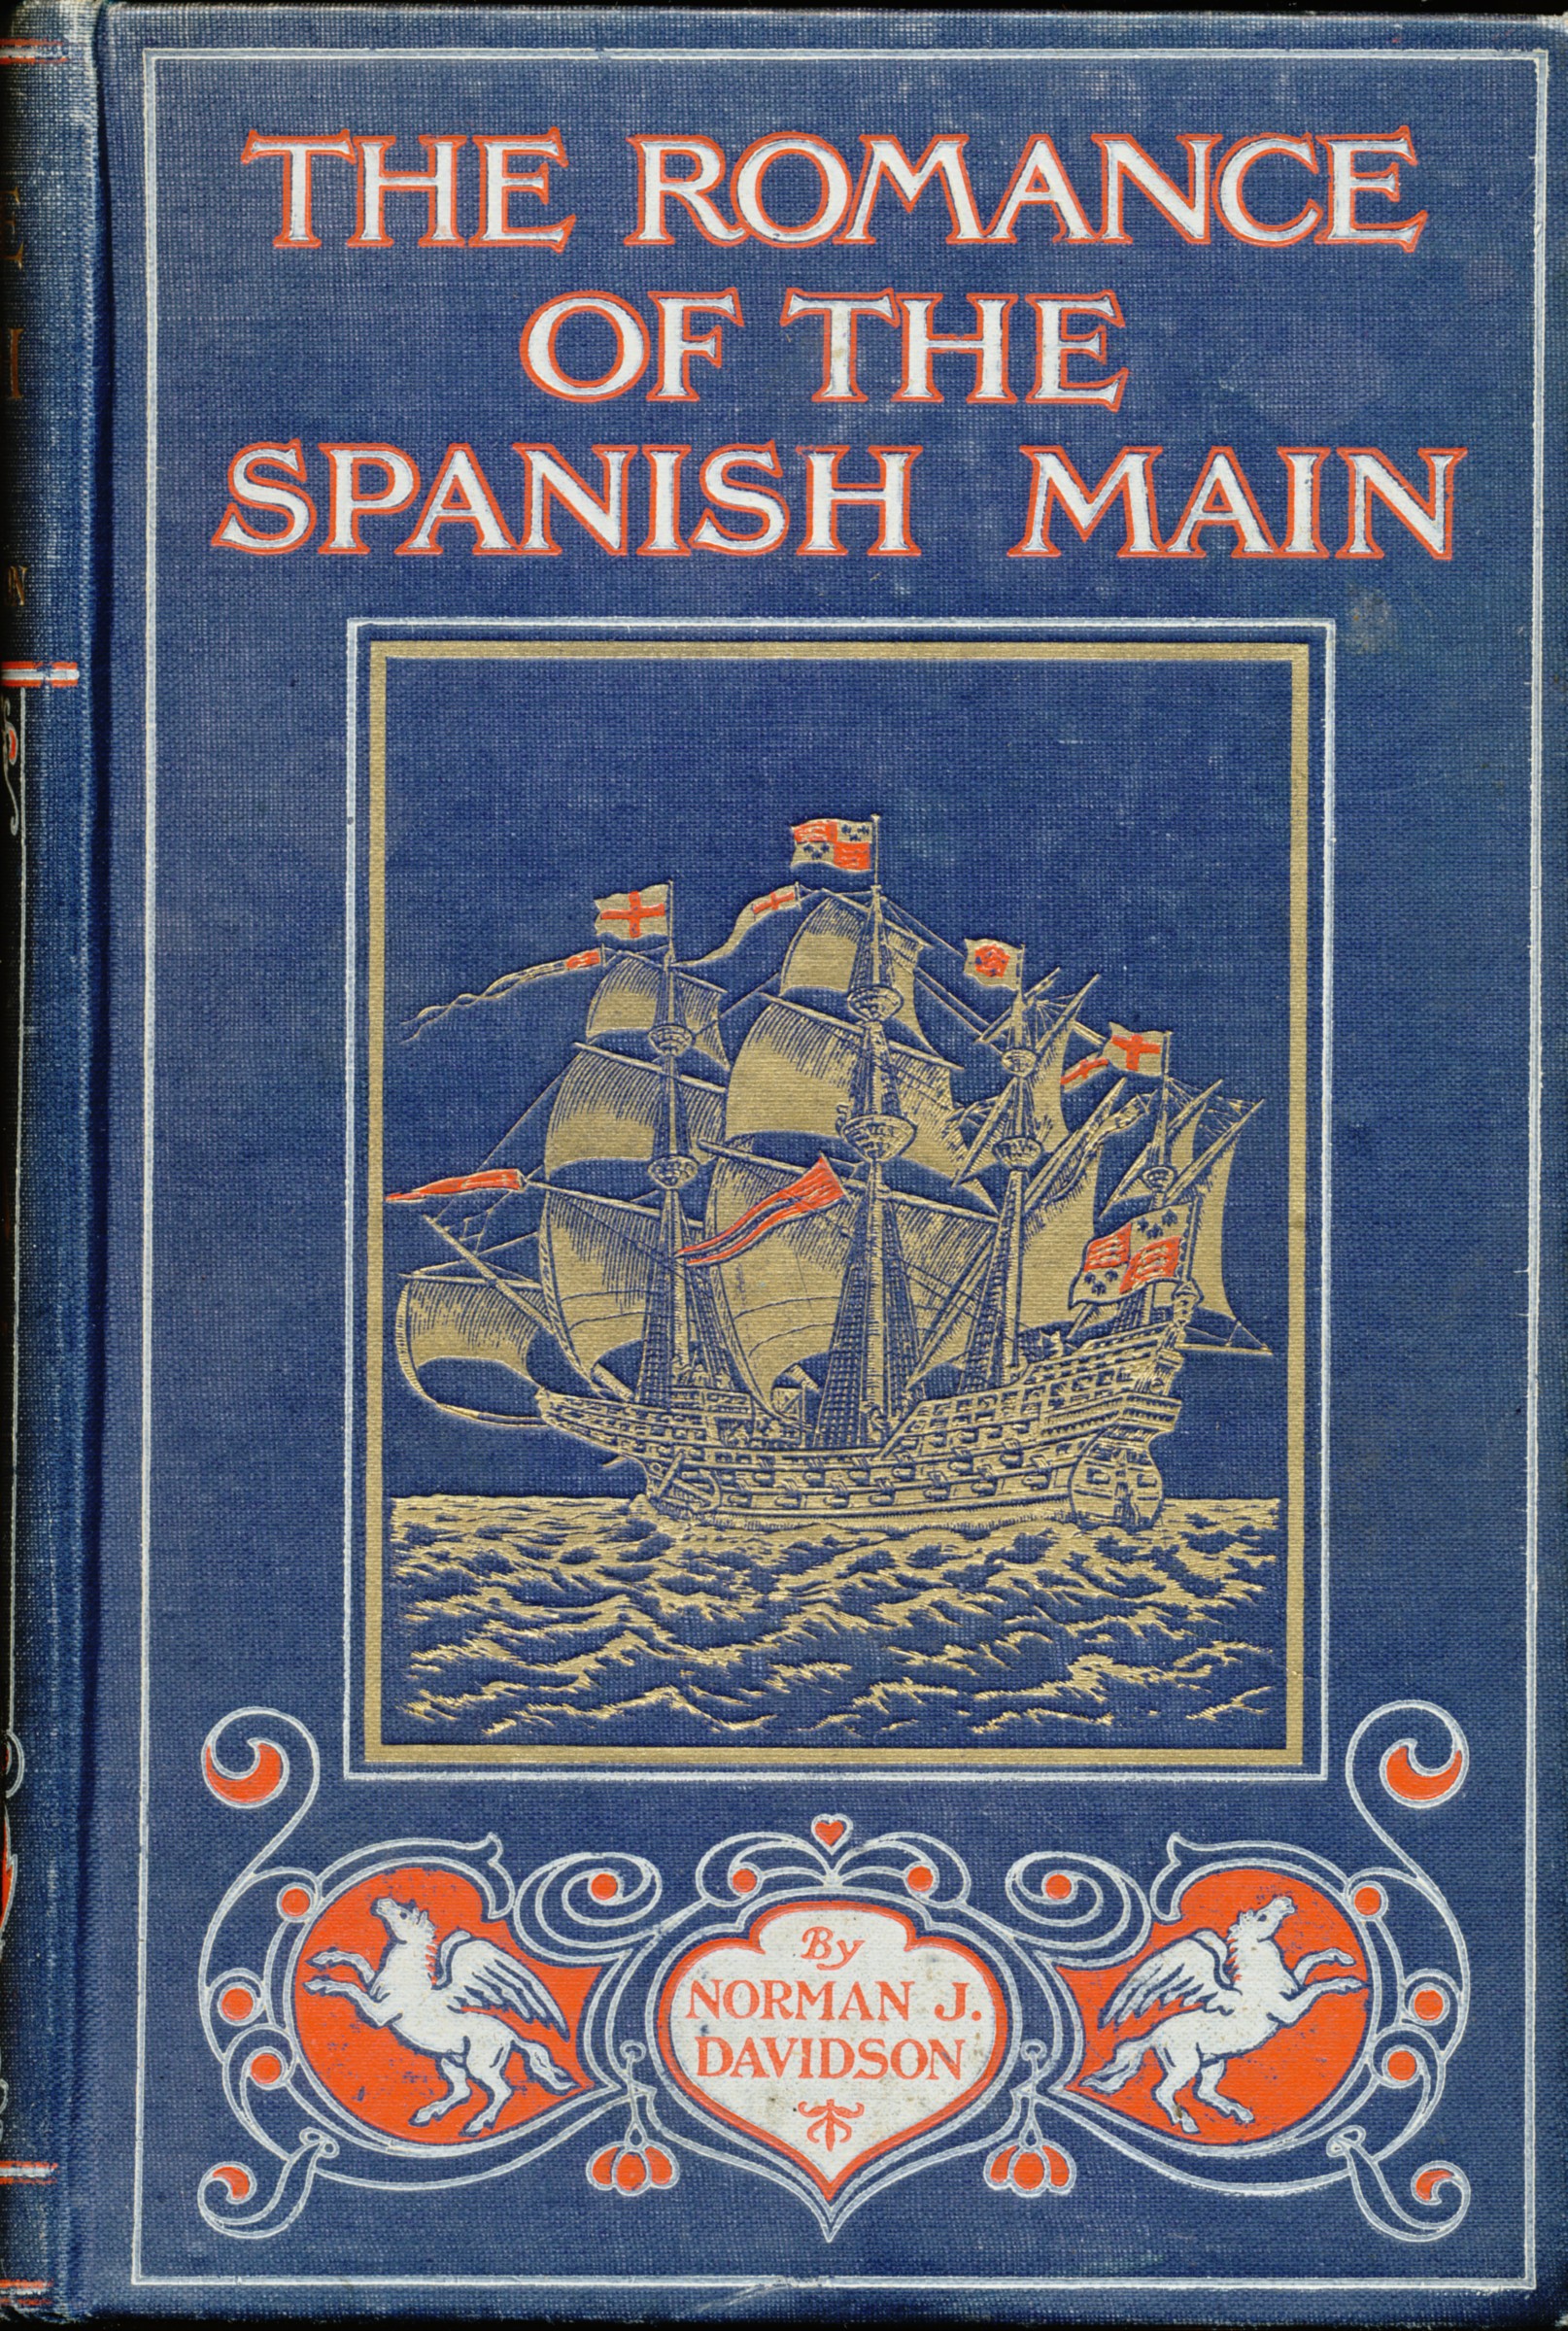 THE ROMANCE
OF THE
SPANISH MAIN
By
NORMAN J.
DAVIDSON